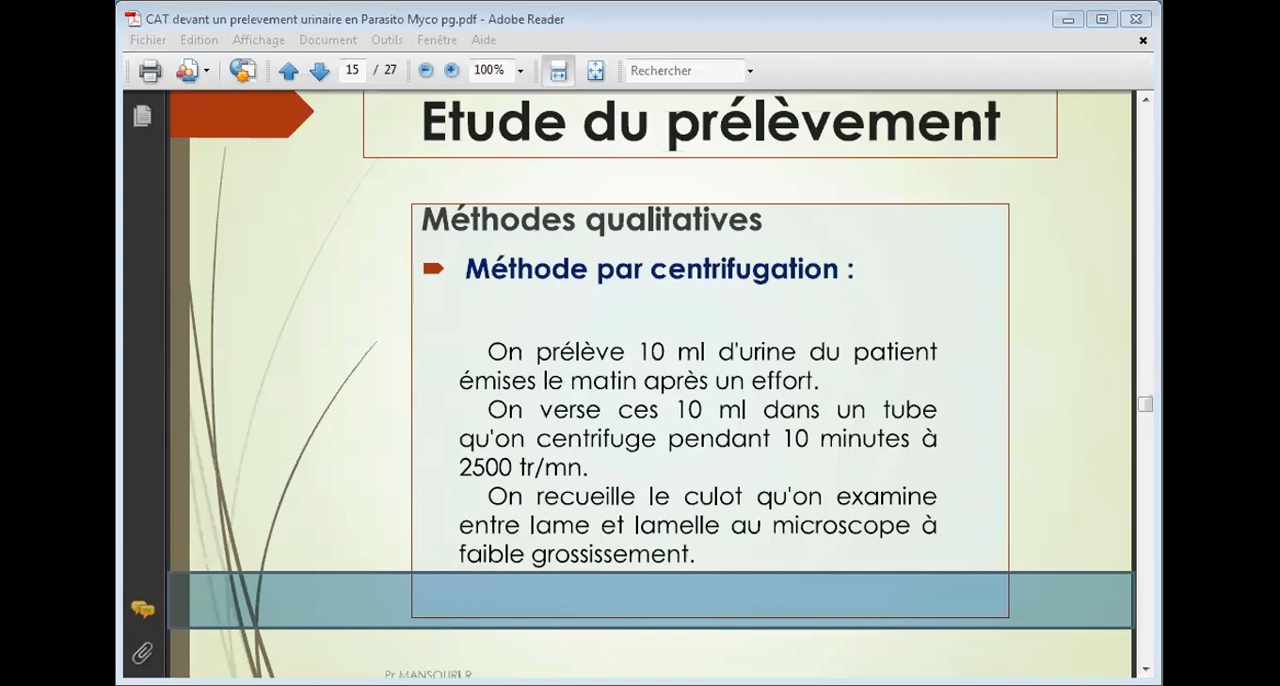 CAT devant un prelevement urinaire en Parasito Myco pg.pdf - Adobe Reader
Fichier Edition Affichage Document Outils Fenêtre Aide
15 / 27 100% Rechercher
Etude du prélèvement
Méthodes qualitatives
Méthode par centrifugation :
On prélève 10 ml d'urine du patient
émises le matin après un effort.
On verse ces 10 ml dans un tube
qu'on centrifuge pendant 10 minutes à
2500 tr/mn.
On recueille le culot qu'on examine
entre lame et lamelle au microscope à
faible grossissement.
Pr MANSOURI R